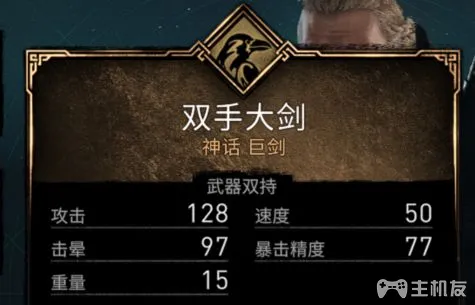 双手大剑
神话 巨剑
武器双持
攻击 128 速度 50
击晕 97 暴击精度 77
重量 15
主机友